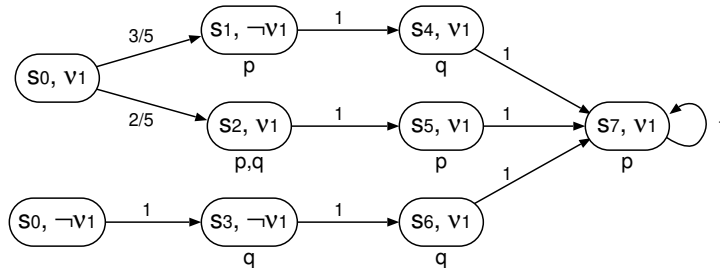 s1, ¬ν1
p
s4, ν1
q
3/5
1
1
s0, ν1
2/5
s2, ν1
p,q
1
s5, ν1
p
1
s7, ν1
p
s0, ¬ν1
1
s3, ¬ν1
q
1
s6, ν1
q
1